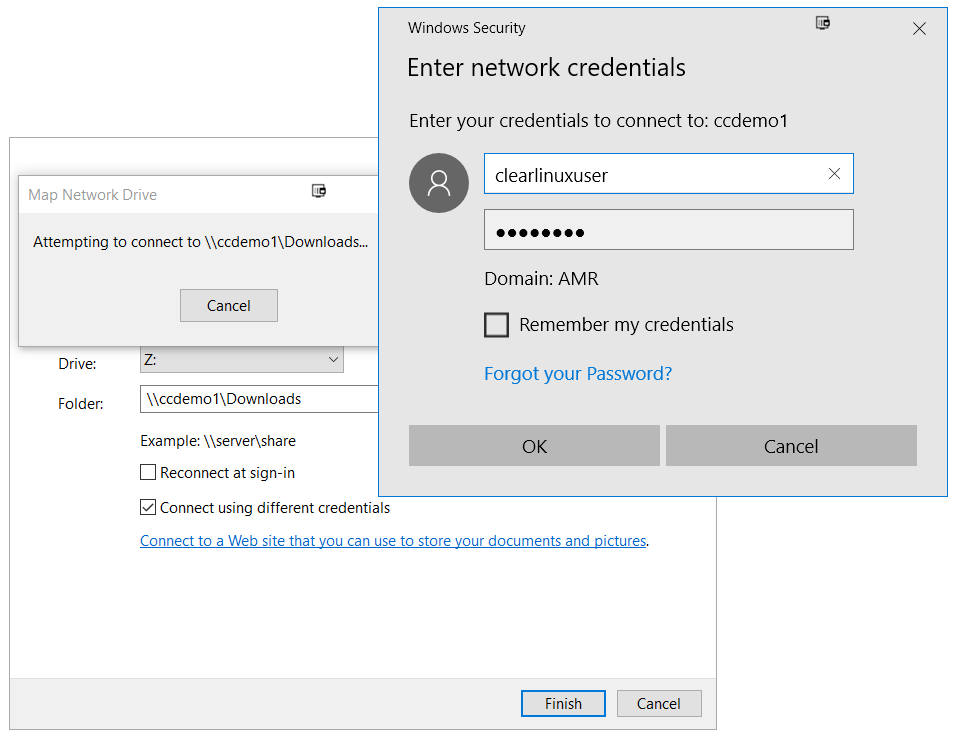 Windows Security
Enter network credentials
Enter your credentials to connect to: ccdemo1
clearlinuxuser
●●●●●●●●
Domain: AMR
Remember my credentials
Forgot your Password?
OK
Cancel
Map Network Drive
Attempting to connect to \\ccdemo1\Downloads...
Cancel
Drive:
Z:
Folder:
\\ccdemo1\Downloads
Example: \\server\share
Reconnect at sign-in
Connect using different credentials
Connect to a Web site that you can use to store your documents and pictures.
Finish
Cancel